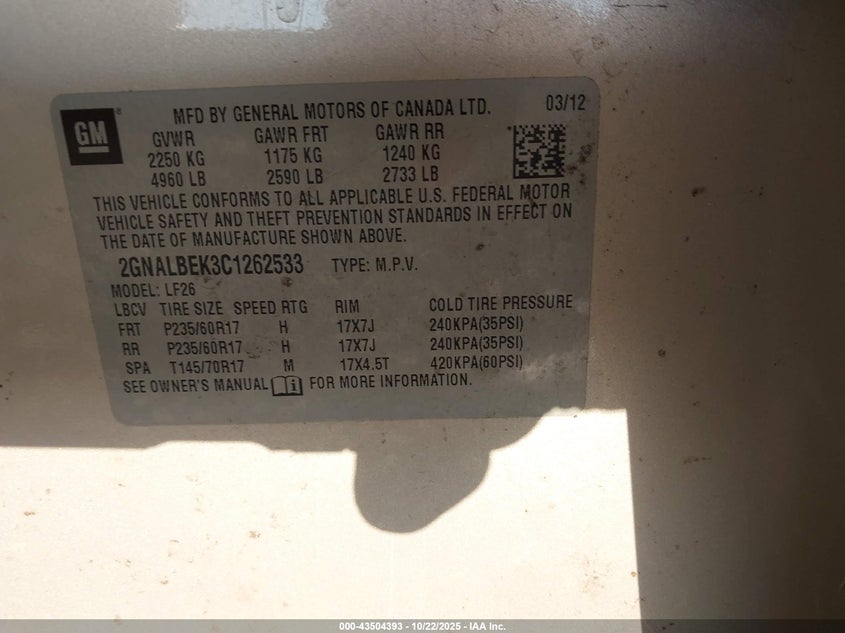 GM
MFD BY GENERAL MOTORS OF CANADA LTD. 03/12
GVWR GAWR FRT GAWR RR
2250 KG 1175 KG 1240 KG
4960 LB 2590 LB 2733 LB
THIS VEHICLE CONFORMS TO ALL APPLICABLE U.S. FEDERAL MOTOR
VEHICLE SAFETY AND THEFT PREVENTION STANDARDS IN EFFECT ON
THE DATE OF MANUFACTURE SHOWN ABOVE.
2GNALBEK3C1262533 TYPE: M.P.V.
MODEL: LF26
LBCV TIRE SIZE SPEED RTG RIM COLD TIRE PRESSURE
FRT P235/60R17 H 17X7J 240KPA(35PSI)
RR P235/60R17 H 17X7J 240KPA(35PSI)
SPA T145/70R17 M 17X4.5T 420KPA(60PSI)
SEE OWNER'S MANUAL FOR MORE INFORMATION.
000-43504393 - 10/22/2025 - IAA Inc.